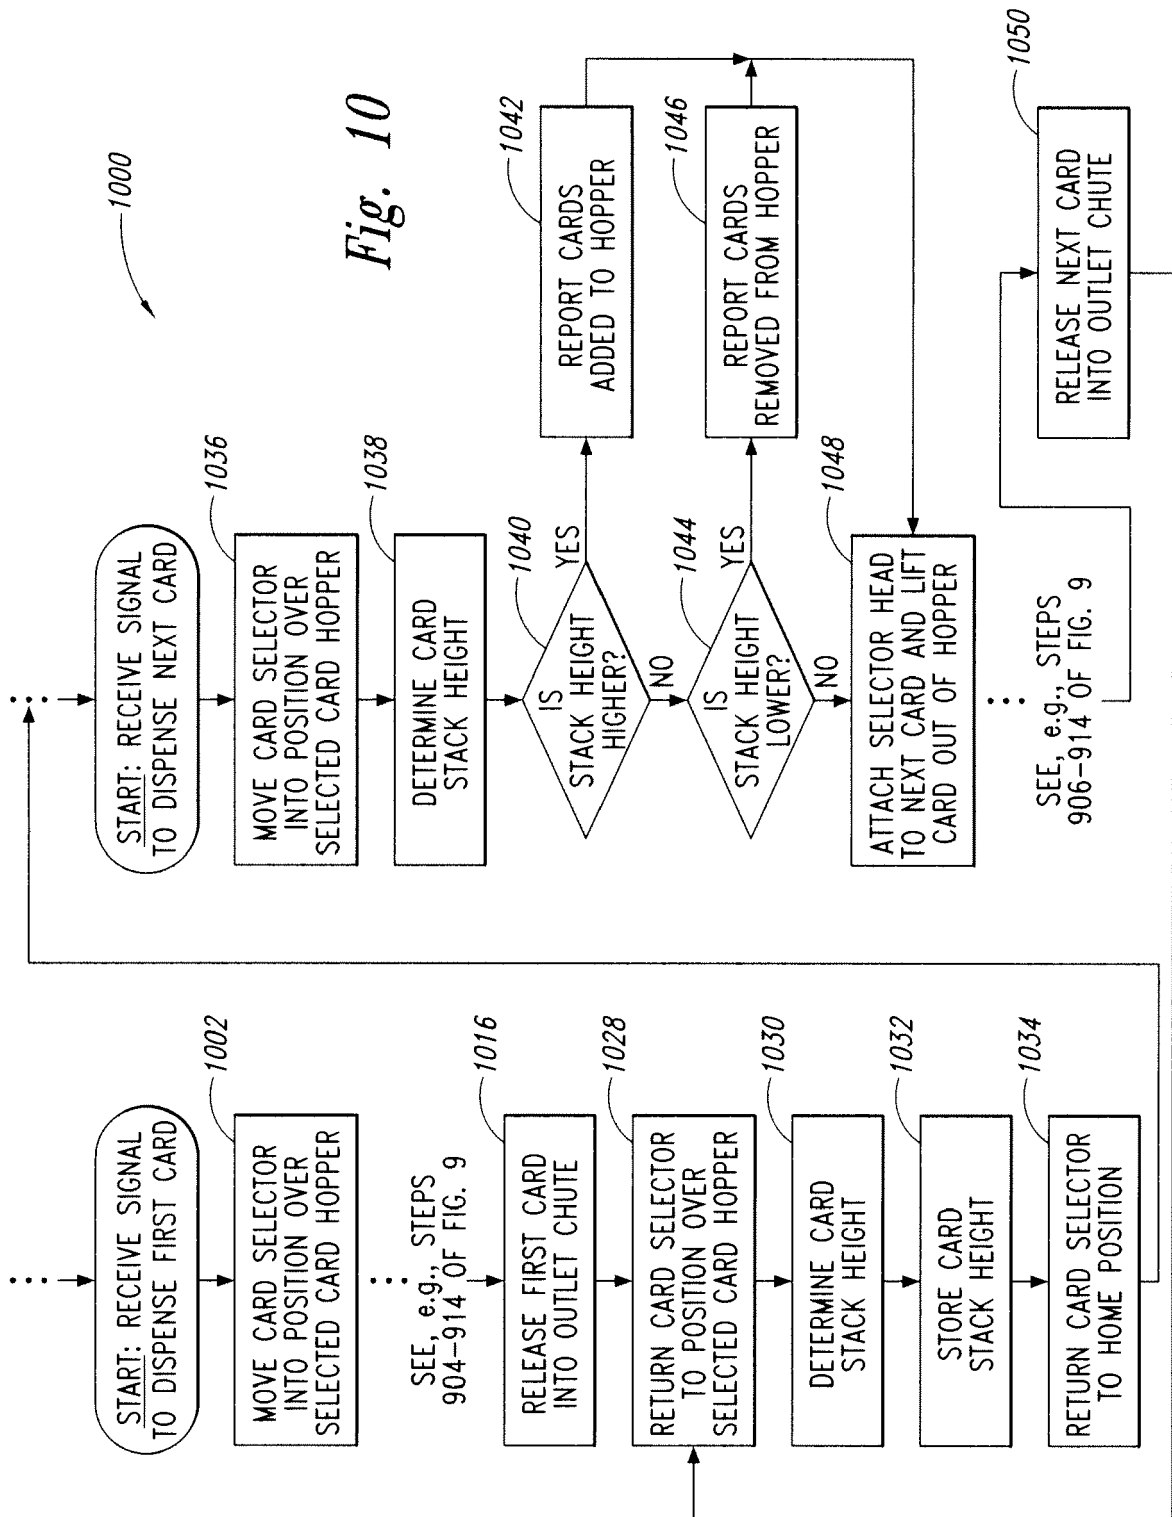 START: RECEIVE SIGNAL
TO DISPENSE FIRST CARD
1002
MOVE CARD SELECTOR
INTO POSITION OVER
SELECTED CARD HOPPER
SEE, e.g., STEPS
904–914 OF FIG. 9
1016
RELEASE FIRST CARD
INTO OUTLET CHUTE
1028
RETURN CARD SELECTOR
TO POSITION OVER
SELECTED CARD HOPPER
1030
DETERMINE CARD
STACK HEIGHT
1032
STORE CARD
STACK HEIGHT
1034
RETURN CARD SELECTOR
TO HOME POSITION
START: RECEIVE SIGNAL
TO DISPENSE NEXT CARD
1036
MOVE CARD SELECTOR
INTO POSITION OVER
SELECTED CARD HOPPER
1038
DETERMINE CARD
STACK HEIGHT
1040
IS
STACK HEIGHT
HIGHER?
YES
NO
1042
REPORT CARDS
ADDED TO HOPPER
1044
IS
STACK HEIGHT
LOWER?
YES
NO
1046
REPORT CARDS
REMOVED FROM HOPPER
1048
ATTACH SELECTOR HEAD
TO NEXT CARD AND LIFT
CARD OUT OF HOPPER
SEE, e.g., STEPS
906–914 OF FIG. 9
1050
RELEASE NEXT CARD
INTO OUTLET CHUTE
1000
Fig. 10